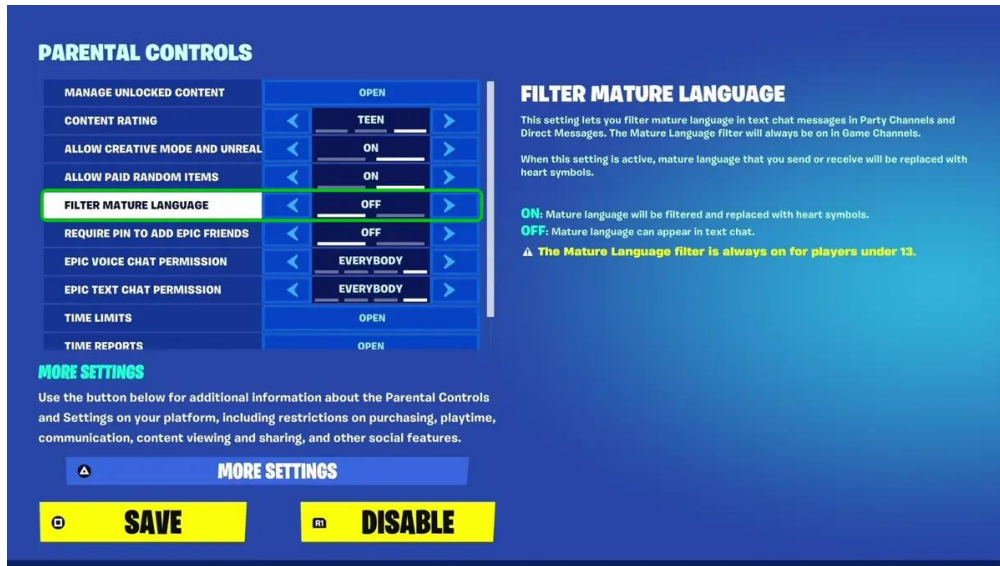 PARENTAL CONTROLS
MANAGE UNLOCKED CONTENT OPEN
CONTENT RATING TEEN
ALLOW CREATIVE MODE AND UNREAL ON
ALLOW PAID RANDOM ITEMS ON
FILTER MATURE LANGUAGE OFF
REQUIRE PIN TO ADD EPIC FRIENDS OFF
EPIC VOICE CHAT PERMISSION EVERYBODY
EPIC TEXT CHAT PERMISSION EVERYBODY
TIME LIMITS OPEN
TIME REPORTS OPEN
MORE SETTINGS
Use the button below for additional information about the Parental Controls
and Settings on your platform, including restrictions on purchasing, playtime,
communication, content viewing and sharing, and other social features.
MORE SETTINGS
SAVE
R1 DISABLE
FILTER MATURE LANGUAGE
This setting lets you filter mature language in text chat messages in Party Channels and
Direct Messages. The Mature Language filter will always be on in Game Channels.
When this setting is active, mature language that you send or receive will be replaced with
heart symbols.
ON: Mature language will be filtered and replaced with heart symbols.
OFF: Mature language can appear in text chat.
⚠ The Mature Language filter is always on for players under 13.